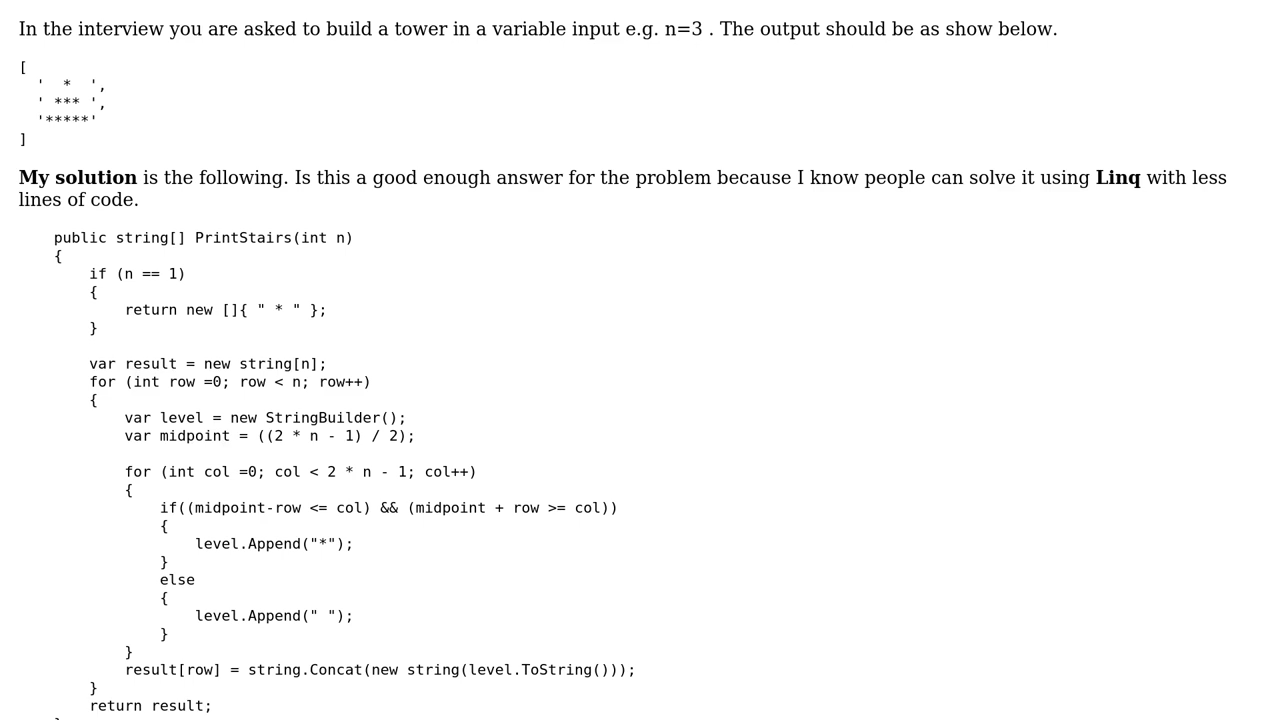 In the interview you are asked to build a tower in a variable input e.g. n=3 . The output should be as show below.
[
  '  *  ',
  ' *** ',
  '*****'
]
My solution is the following. Is this a good enough answer for the problem because I know people can solve it using Linq with less
lines of code.
    public string[] PrintStairs(int n)
    {
        if (n == 1)
        {
            return new []{ " * " };
        }
        var result = new string[n];
        for (int row =0; row < n; row++)
        {
            var level = new StringBuilder();
            var midpoint = ((2 * n - 1) / 2);
            for (int col =0; col < 2 * n - 1; col++)
            {
                if((midpoint-row <= col) && (midpoint + row >= col))
                {
                    level.Append("*");
                }
                else
                {
                    level.Append(" ");
                }
            }
            result[row] = string.Concat(new string(level.ToString()));
        }
        return result;
    }